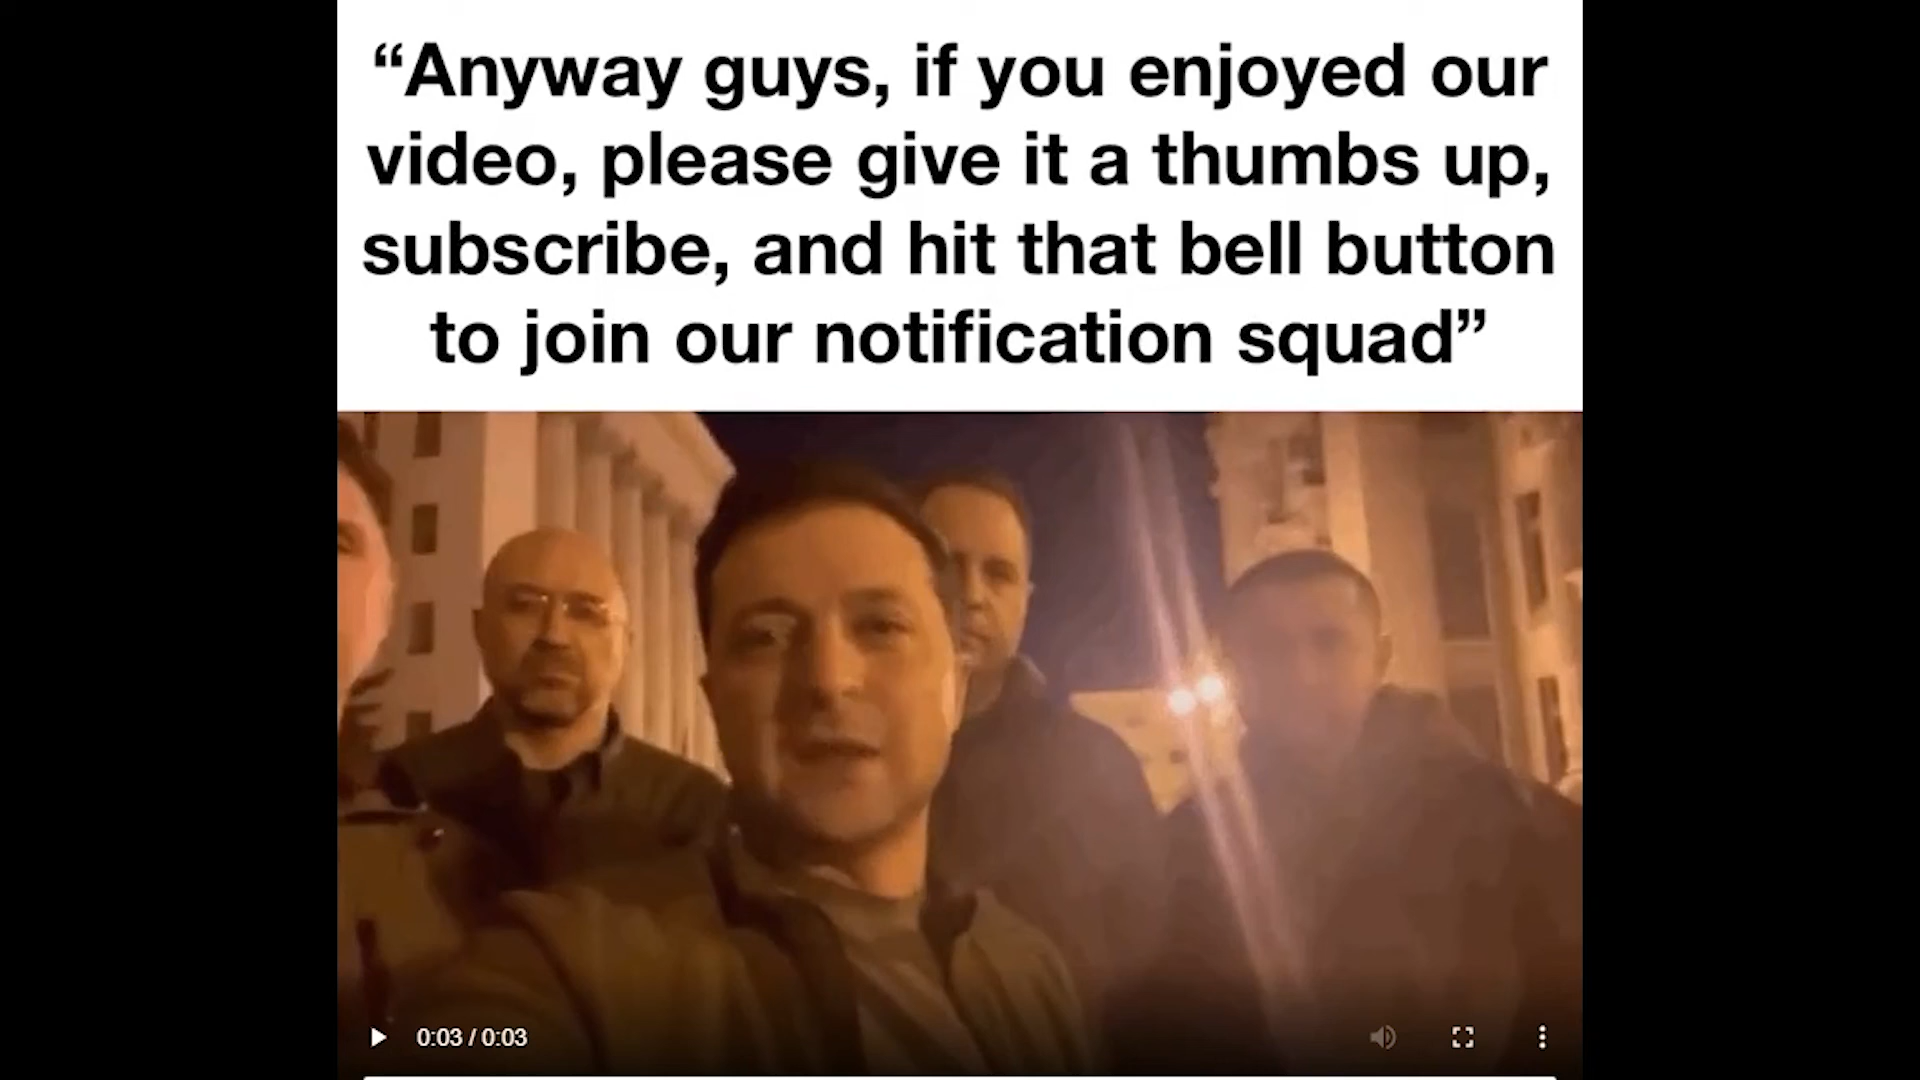 “Anyway guys, if you enjoyed our
video, please give it a thumbs up,
subscribe, and hit that bell button
to join our notification squad”
0:03 / 0:03